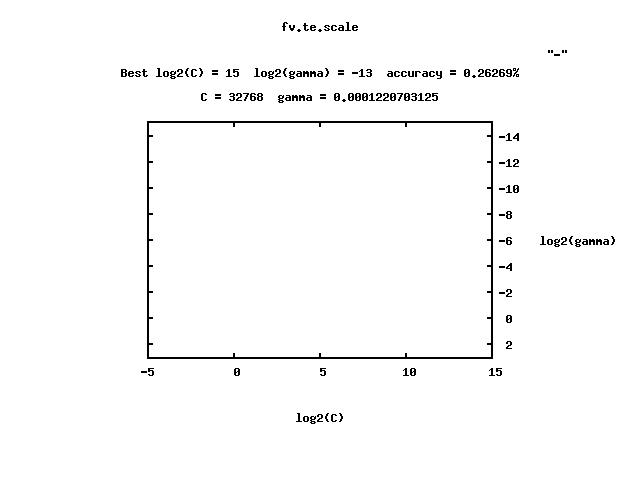 fv.te.scale
"_"
Best log2(C) = 15 log2(gamma) = -13 accuracy = 0.26269%
C = 32768 gamma = 0.0001220703125
-14
-12
-10
-8
-6
log2(gamma)
-4
-2
0
2
-5 0 5 10 15
log2(C)